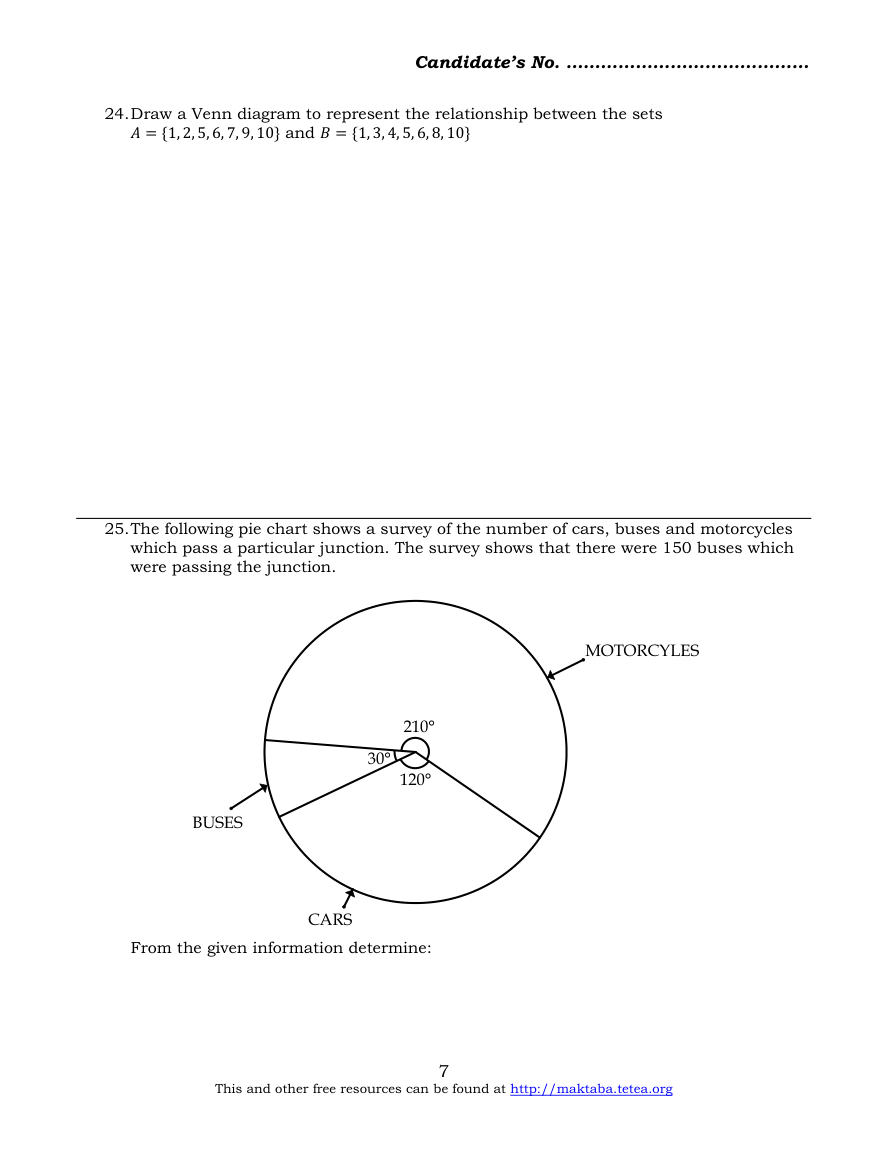 Candidate's No. ..........................................
24. Draw a Venn diagram to represent the relationship between the sets
A = {1, 2, 5, 6, 7, 9, 10} and B = {1, 3, 4, 5, 6, 8, 10}
25. The following pie chart shows a survey of the number of cars, buses and motorcycles
which pass a particular junction. The survey shows that there were 150 buses which
were passing the junction.
MOTORCYLES
210°
30°
120°
BUSES
CARS
From the given information determine:
7
This and other free resources can be found at http://maktaba.tetea.org